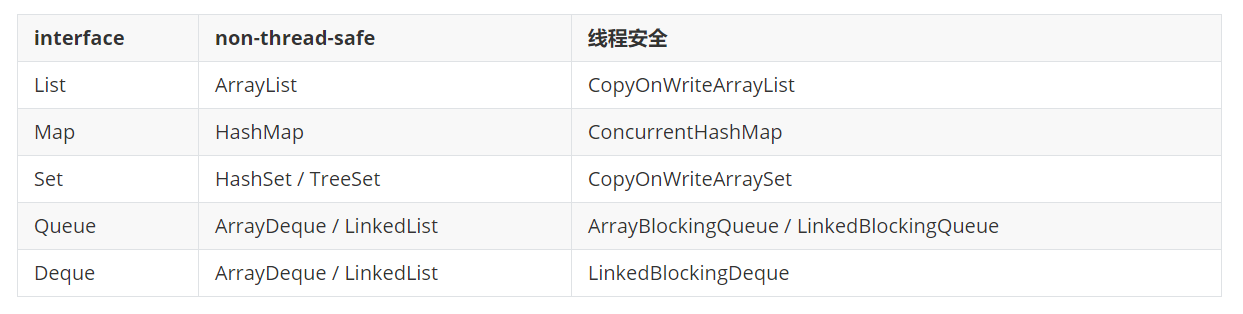 interface non-thread-safe 线程安全
List ArrayList CopyOnWriteArrayList
Map HashMap ConcurrentHashMap
Set HashSet / TreeSet CopyOnWriteArraySet
Queue ArrayDeque / LinkedList ArrayBlockingQueue / LinkedBlockingQueue
Deque ArrayDeque / LinkedList LinkedBlockingDeque